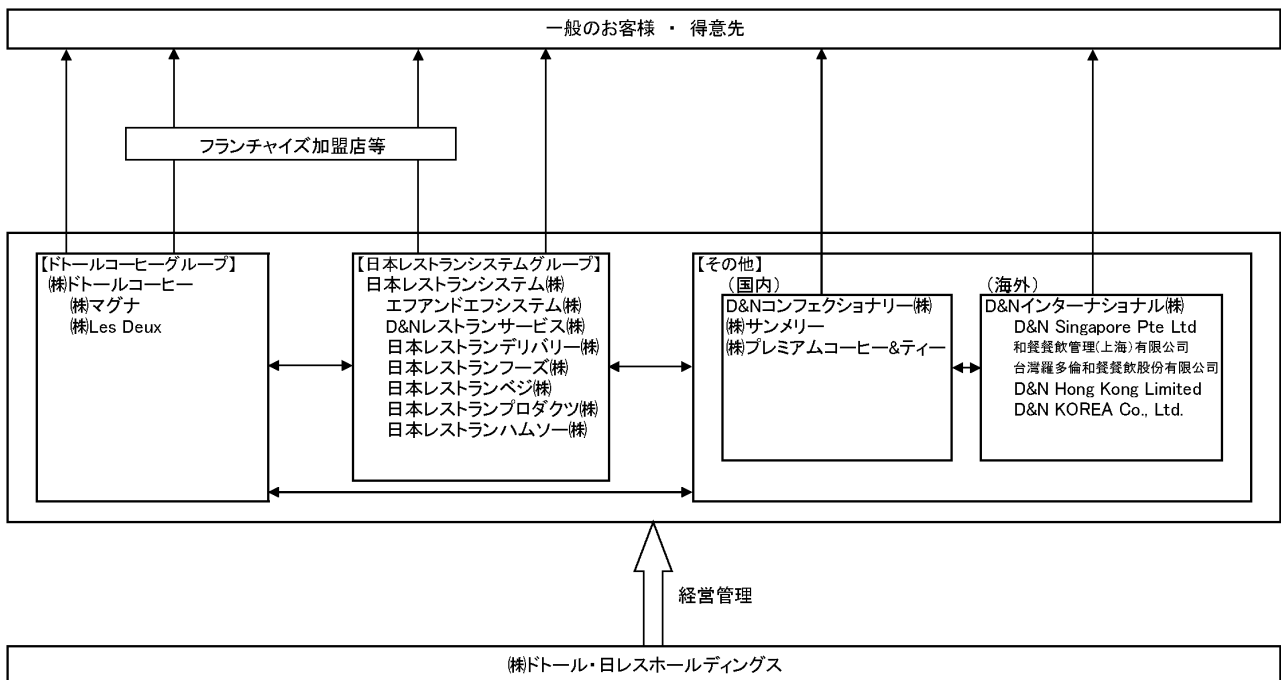 一般のお客様 ・ 得意先
フランチャイズ加盟店等
【ドトールコーヒーグループ】
㈱ドトールコーヒー
㈱マグナ
㈱Les Deux
【日本レストランシステムグループ】
日本レストランシステム㈱
エフアンドエフシステム㈱
D&Nレストランサービス㈱
日本レストランデリバリー㈱
日本レストランフーズ㈱
日本レストランベジ㈱
日本レストランプロダクツ㈱
日本レストランハムソー㈱
【その他】
(国内)
D&Nコンフェクショナリー㈱
㈱サンメリー
㈱プレミアムコーヒー&ティー
(海外)
D&Nインターナショナル㈱
D&N Singapore Pte Ltd
和餐餐飲管理(上海)有限公司
台灣羅多倫和餐餐飲股份有限公司
D&N Hong Kong Limited
D&N KOREA Co., Ltd.
経営管理
㈱ドトール・日レスホールディングス